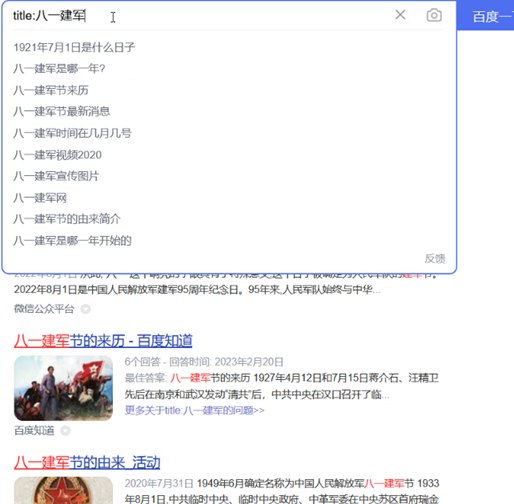 title:八一建军
百度一
1921年7月1日是什么日子
八一建军是哪一年?
八一建军节来历
八一建军节最新消息
八一建军时间在几月几号
八一建军视频2020
八一建军宣传图片
八一建军网
八一建军节的由来简介
八一建军是哪一年开始的
反馈
2022年8月1日是中国人民解放军建军95周年纪念日。95年来,人民军队始终与中华...
微信公众平台
八一建军节的来历 - 百度知道
6个回答 - 回答时间: 2023年2月20日
最佳答案: 八一建军节的来历 1927年4月12日和7月15日蒋介石、汪精卫
先后在南京和武汉发动"清共"后，中共中央在汉口召开了临...
更多关于title:八一建军的问题>>
百度知道
八一建军节的由来_活动
2020年7月31日 1949年6月确定名称为中国人民解放军八一建军节 1933
年8月1日,中共临时中央、临时中央政府、中革军委在中央苏区首府瑞金